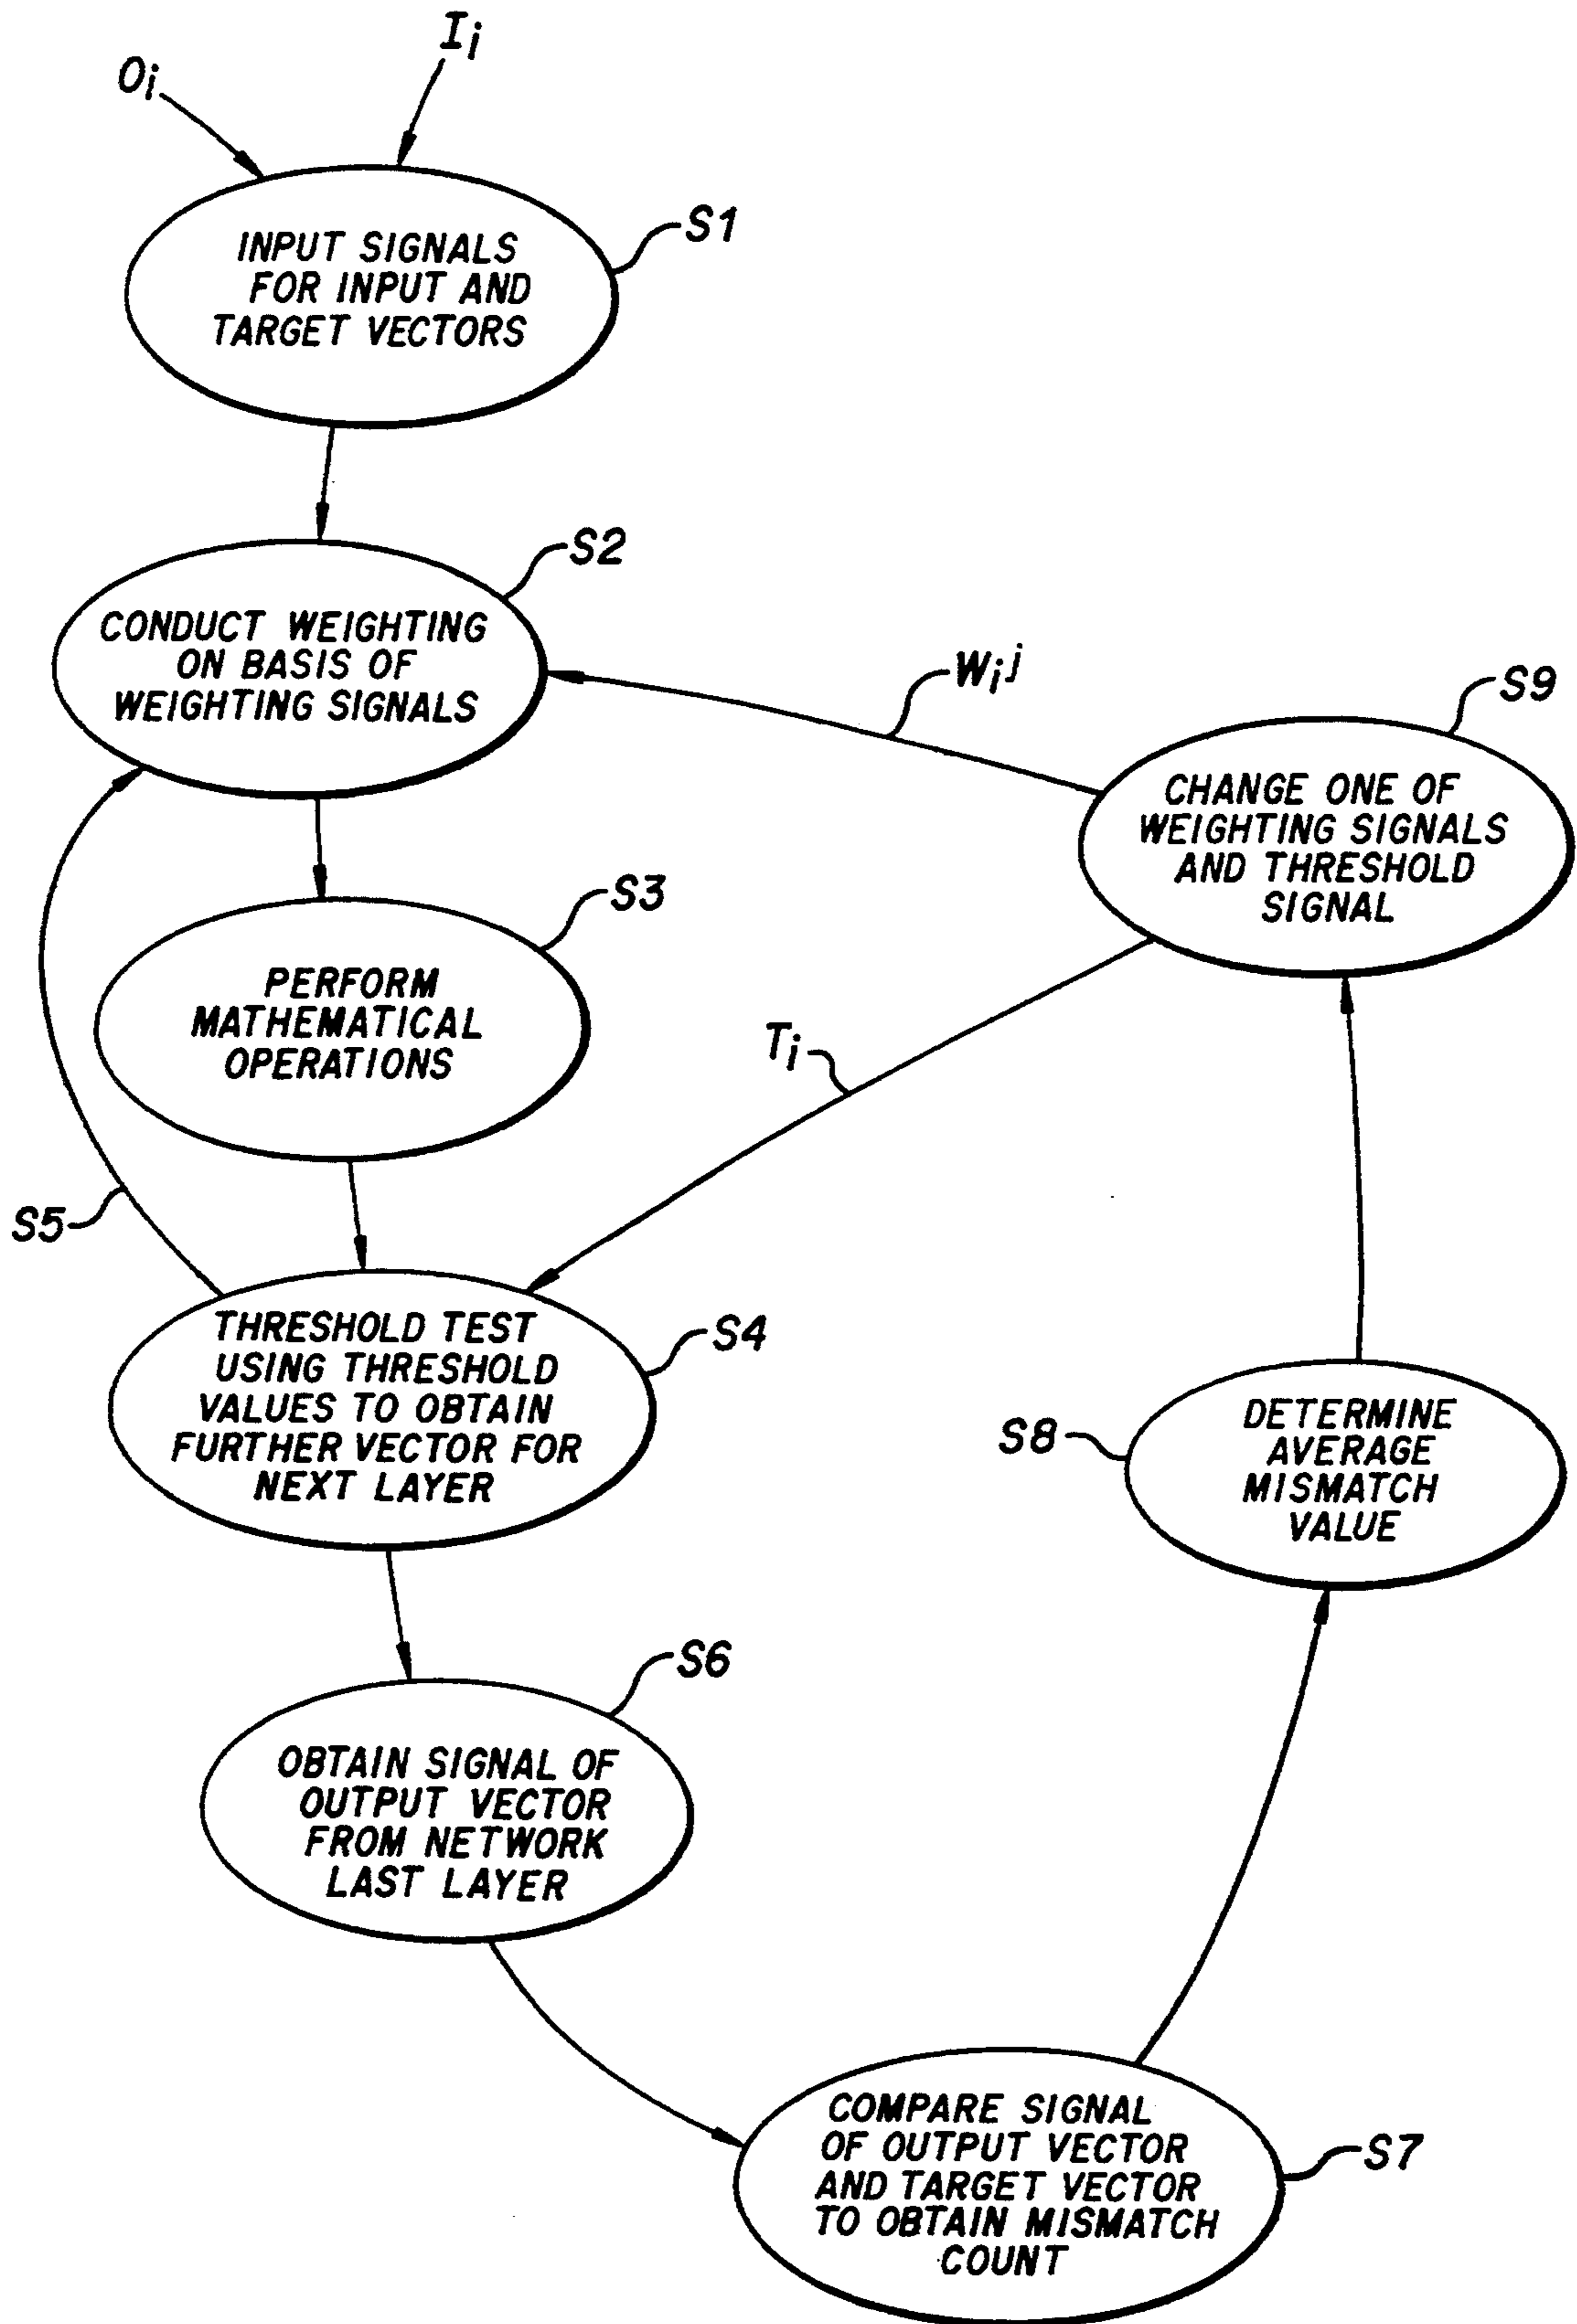 Oi
Ii
S1
INPUT SIGNALS
FOR INPUT AND
TARGET VECTORS
S2
CONDUCT WEIGHTING
ON BASIS OF
WEIGHTING SIGNALS
Wij
S9
CHANGE ONE OF
WEIGHTING SIGNALS
AND THRESHOLD
SIGNAL
S3
PERFORM
MATHEMATICAL
OPERATIONS
Ti
S5
S4
THRESHOLD TEST
USING THRESHOLD
VALUES TO OBTAIN
FURTHER VECTOR FOR
NEXT LAYER
S8
DETERMINE
AVERAGE
MISMATCH
VALUE
S6
OBTAIN SIGNAL OF
OUTPUT VECTOR
FROM NETWORK
LAST LAYER
S7
COMPARE SIGNAL
OF OUTPUT VECTOR
AND TARGET VECTOR
TO OBTAIN MISMATCH
COUNT